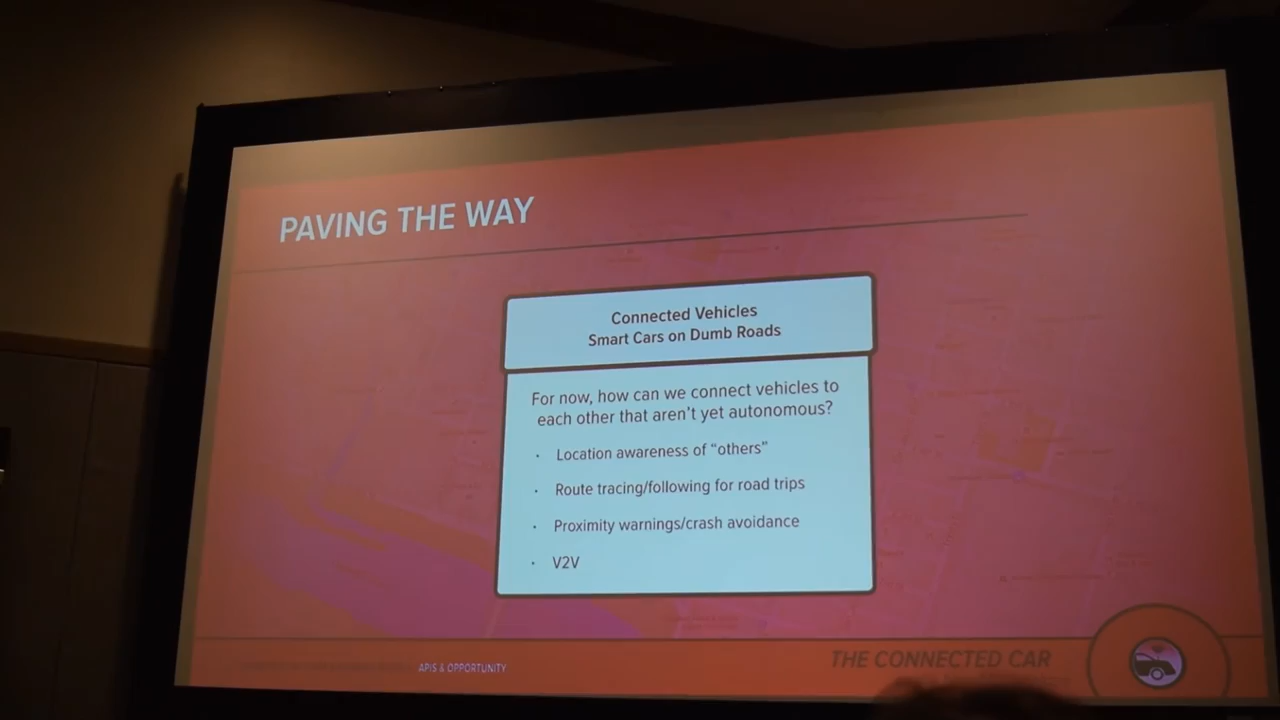 PAVING THE WAY
Connected Vehicles
Smart Cars on Dumb Roads
For now, how can we connect vehicles to
each other that aren't yet autonomous?
· Location awareness of “others”
· Route tracing/following for road trips
· Proximity warnings/crash avoidance
· V2V
APIS & OPPORTUNITY
THE CONNECTED CAR